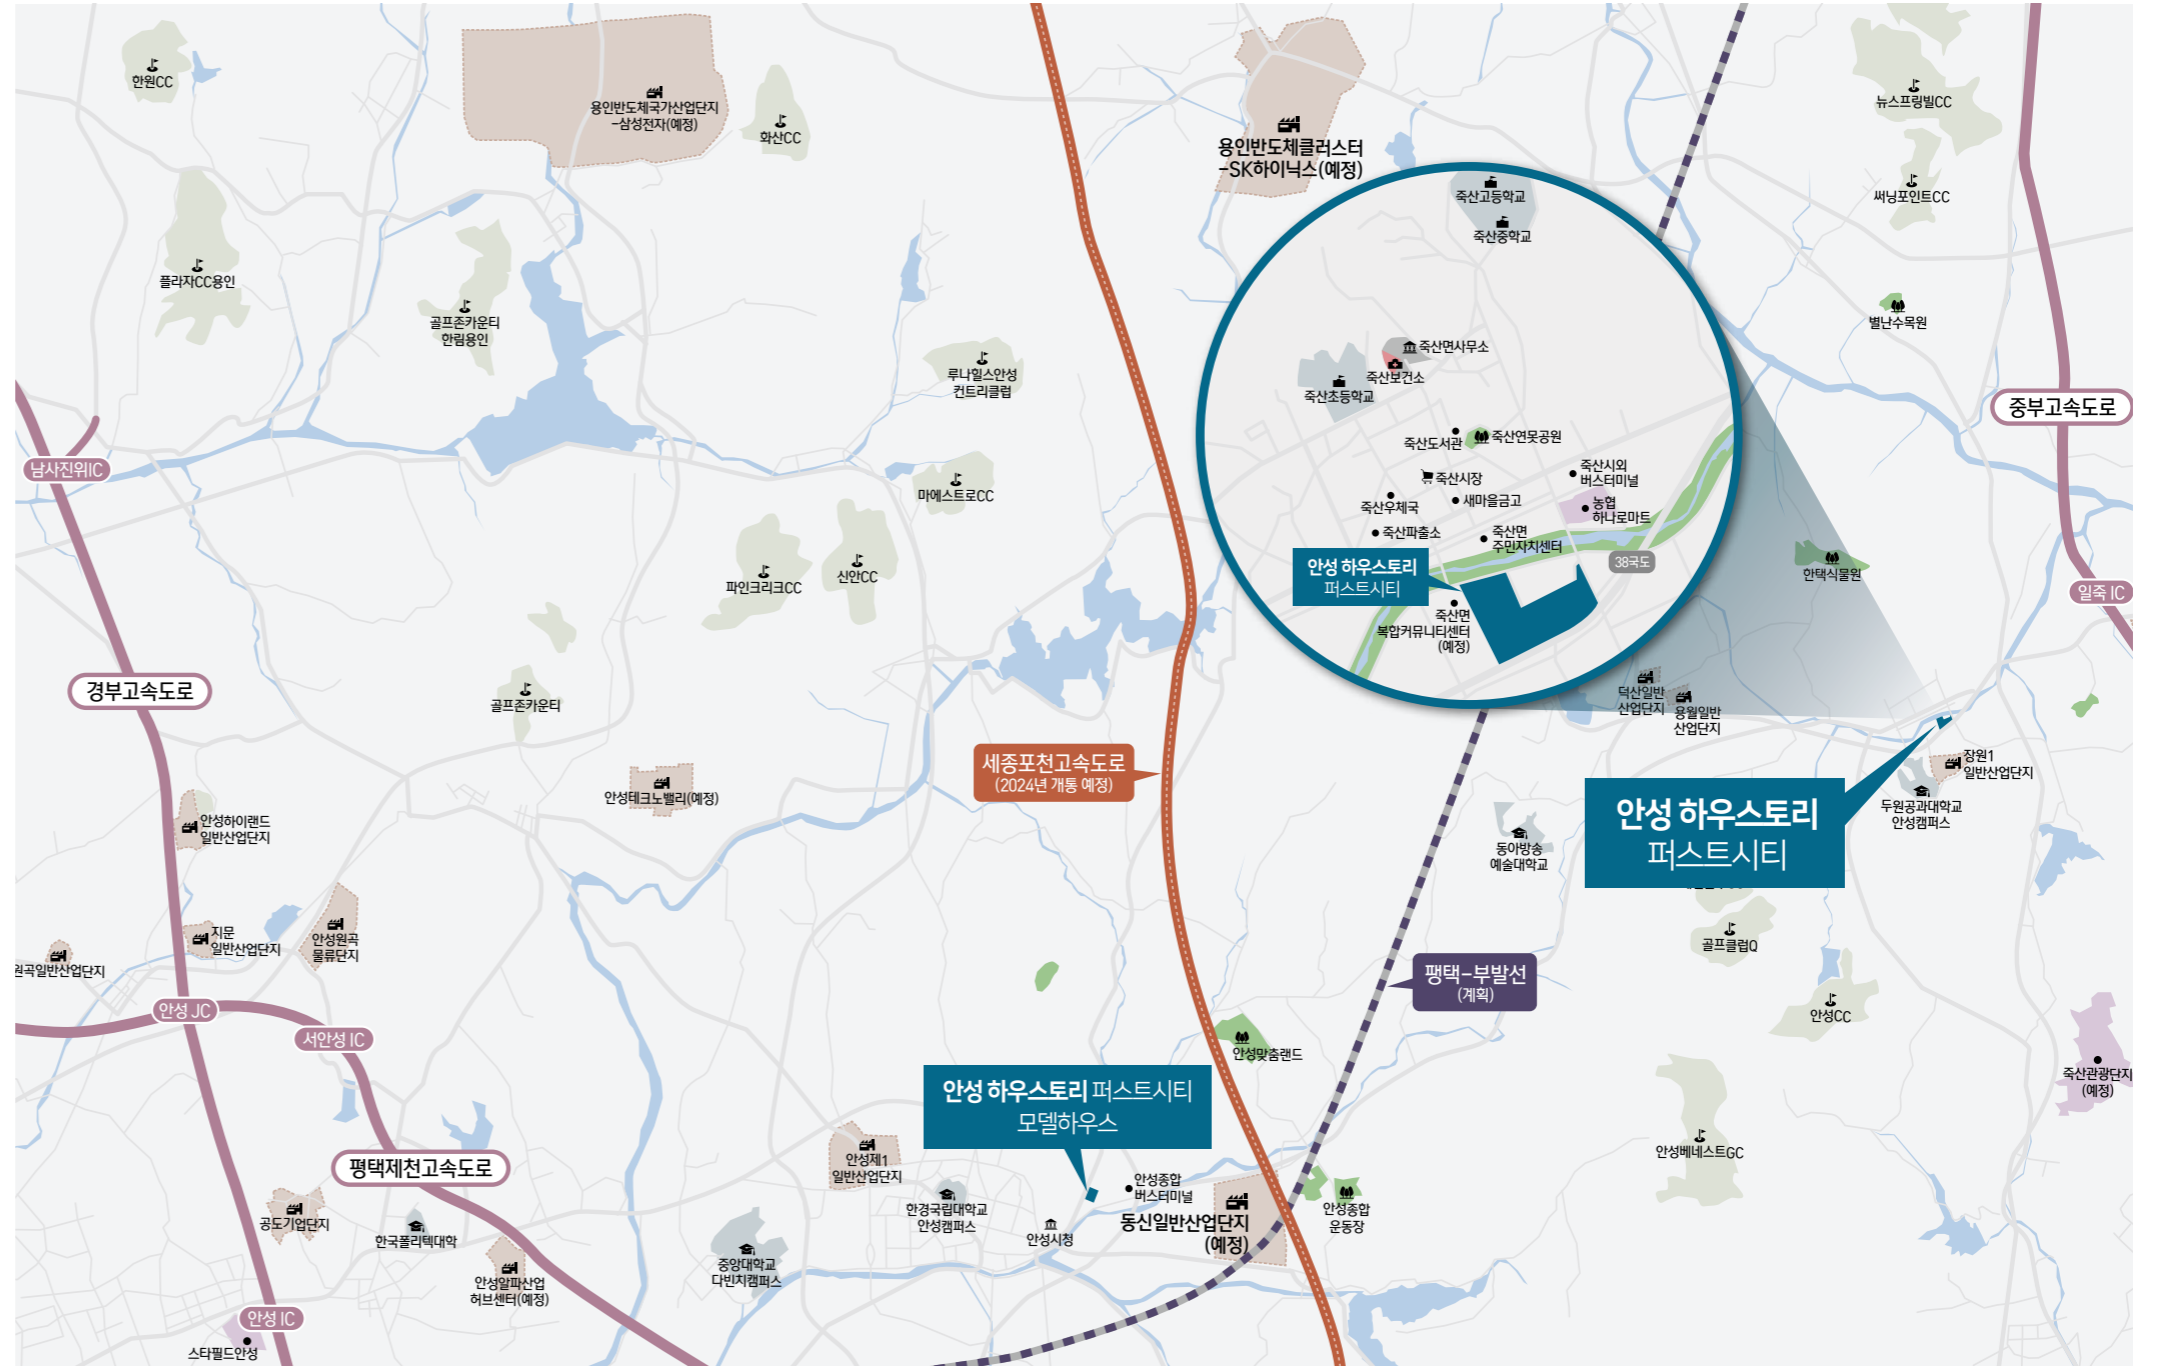 한원CC
용인반도체국가산업단지
-삼성전자(예정)
화산CC
용인반도체클러스터
-SK하이닉스(예정)
뉴스프링빌CC
써닝포인트CC
죽산고등학교
죽산중학교
플라자CC용인
골프존카운티
한림용인
별난수목원
루나힐스안성
컨트리클럽
죽산면사무소
죽산보건소
죽산초등학교
중부고속도로
죽산도서관
죽산연못공원
남사진위IC
마에스트로CC
죽산시장
죽산시외
버스터미널
죽산우체국
새마을금고
농협
하나로마트
죽산파출소
죽산면
주민자치센터
38국도
안성 하우스토리
퍼스트시티
파인크리크CC
신안CC
한택식물원
일죽 IC
죽산면
복합커뮤니티센터
(예정)
경부고속도로
골프존카운티
덕산일반
산업단지
용월일반
산업단지
세종포천고속도로
(2024년 개통 예정)
장원1
일반산업단지
안성테크노밸리(예정)
안성 하우스토리
퍼스트시티
두원공과대학교
안성캠퍼스
안성하이랜드
일반산업단지
동아방송
예술대학교
지문
일반산업단지
안성원곡
물류단지
원곡일반산업단지
골프클럽Q
팽택-부발선
(계획)
안성 JC
서안성 IC
안성CC
안성맞춤랜드
죽산관광단지
(예정)
안성 하우스토리 퍼스트시티
모델하우스
평택제천고속도로
안성제1
일반산업단지
안성베네스트GC
안성종합
버스터미널
공도기업단지
한국폴리텍대학
한경국립대학교
안성캠퍼스
안성시청
동신일반산업단지
(예정)
안성종합
운동장
중앙대학교
다빈치캠퍼스
안성알파산업
허브센터(예정)
안성 IC
스타필드안성